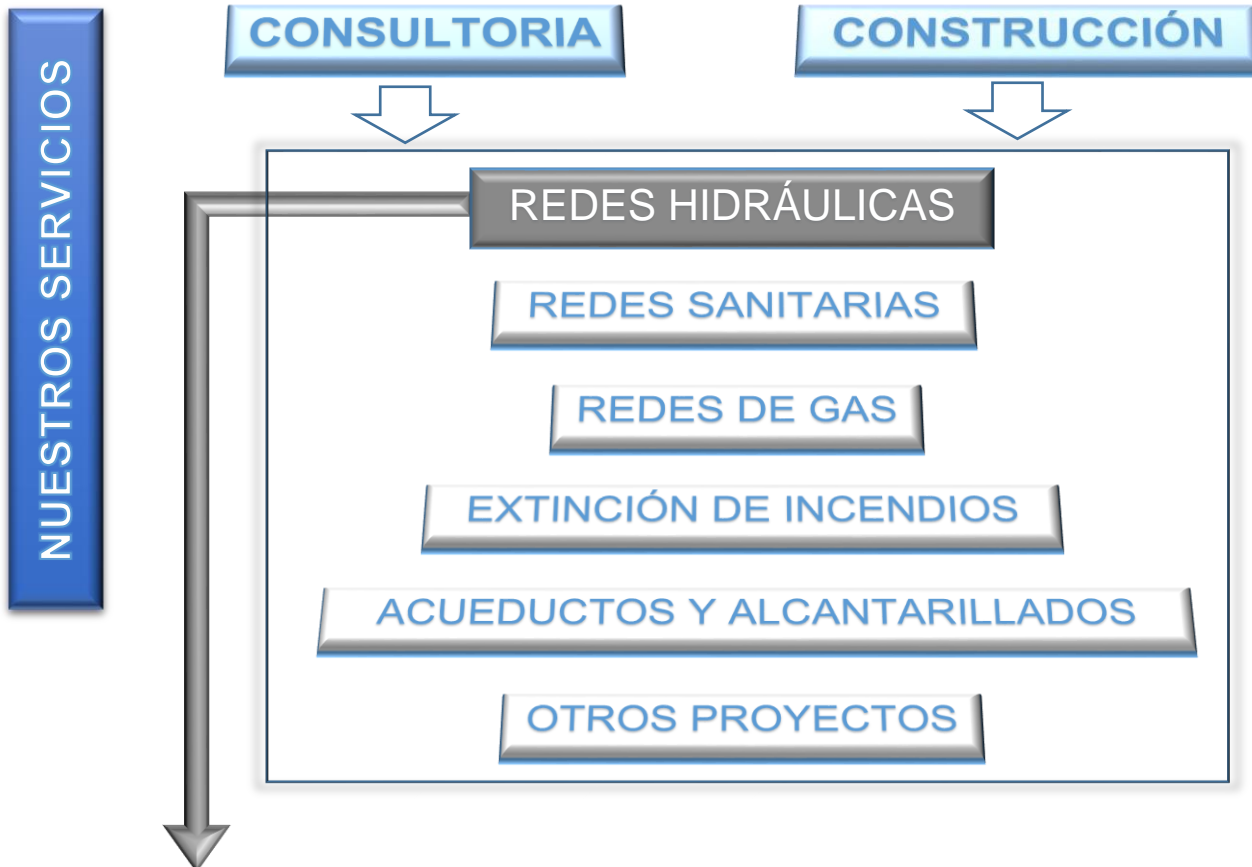 NUESTROS SERVICIOS
CONSULTORIA
CONSTRUCCIÓN
REDES HIDRÁULICAS
REDES SANITARIAS
REDES DE GAS
EXTINCIÓN DE INCENDIOS
ACUEDUCTOS Y ALCANTARILLADOS
OTROS PROYECTOS